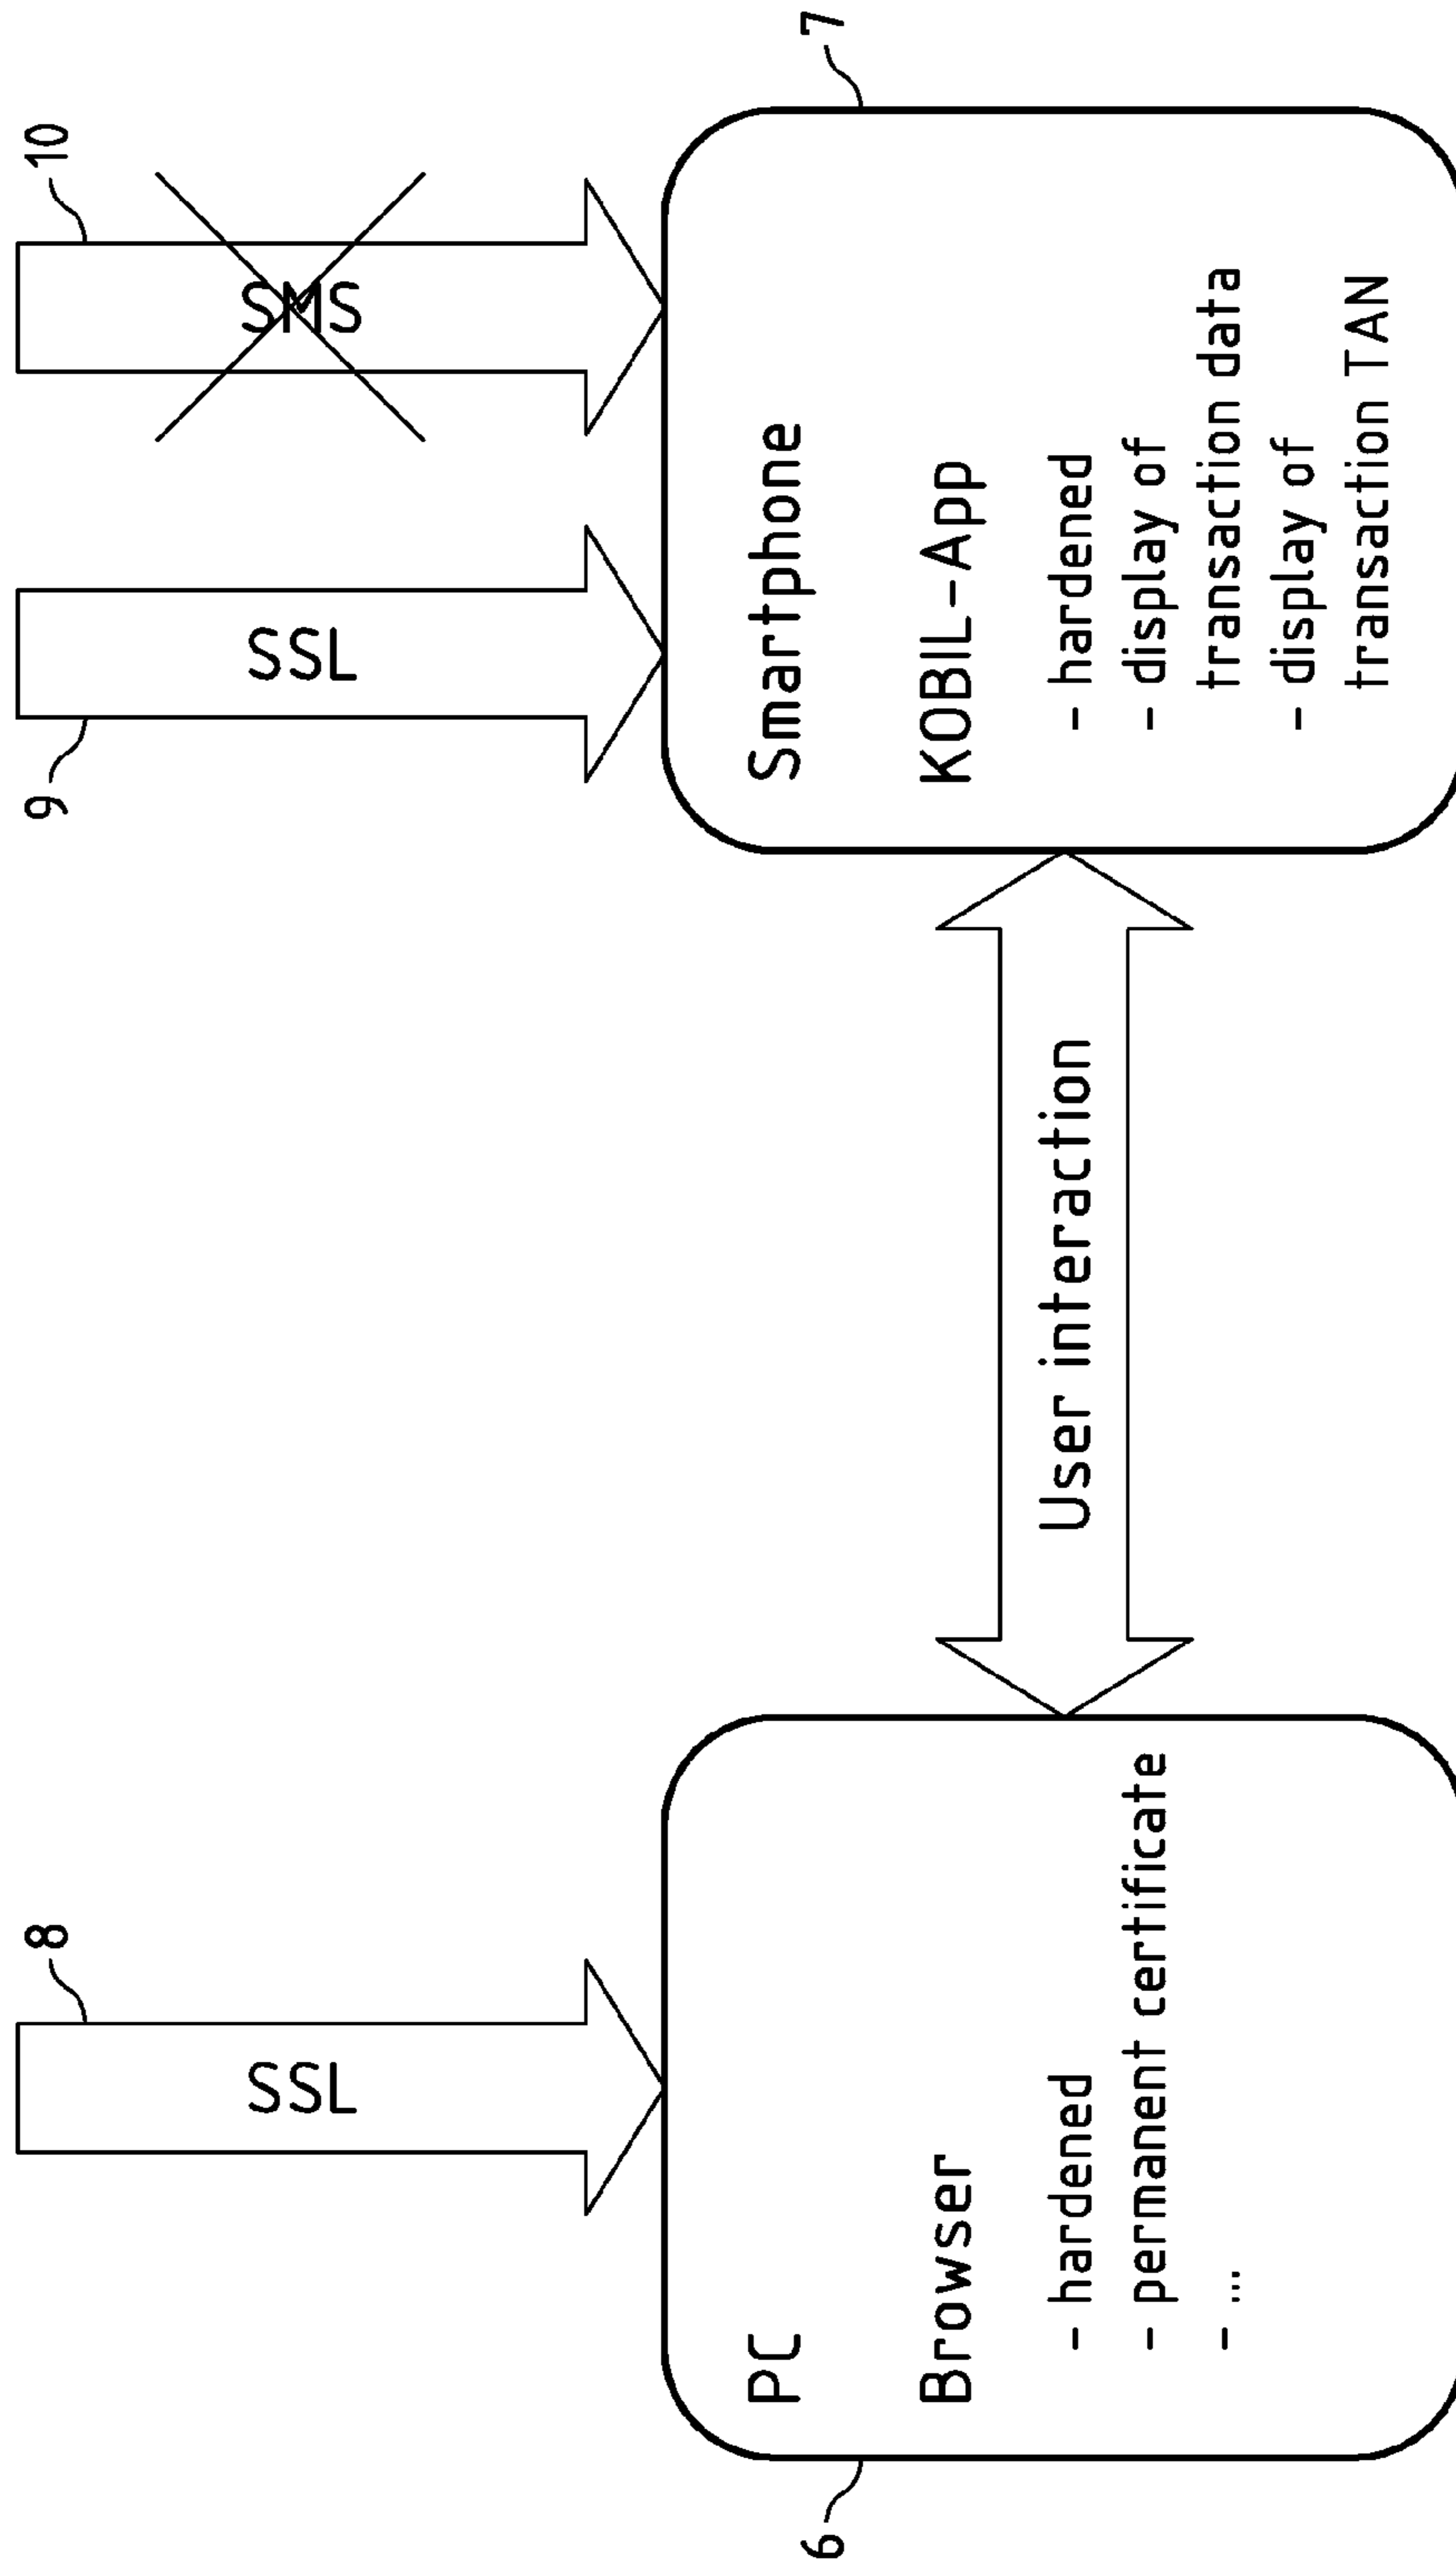 8
9
10
SSL
SSL
SMS
6
PC
Browser
- hardened
- permanent certificate
- ...
User interaction
7
Smartphone
KOBIL-App
- hardened
- display of
transaction data
- display of
transaction TAN